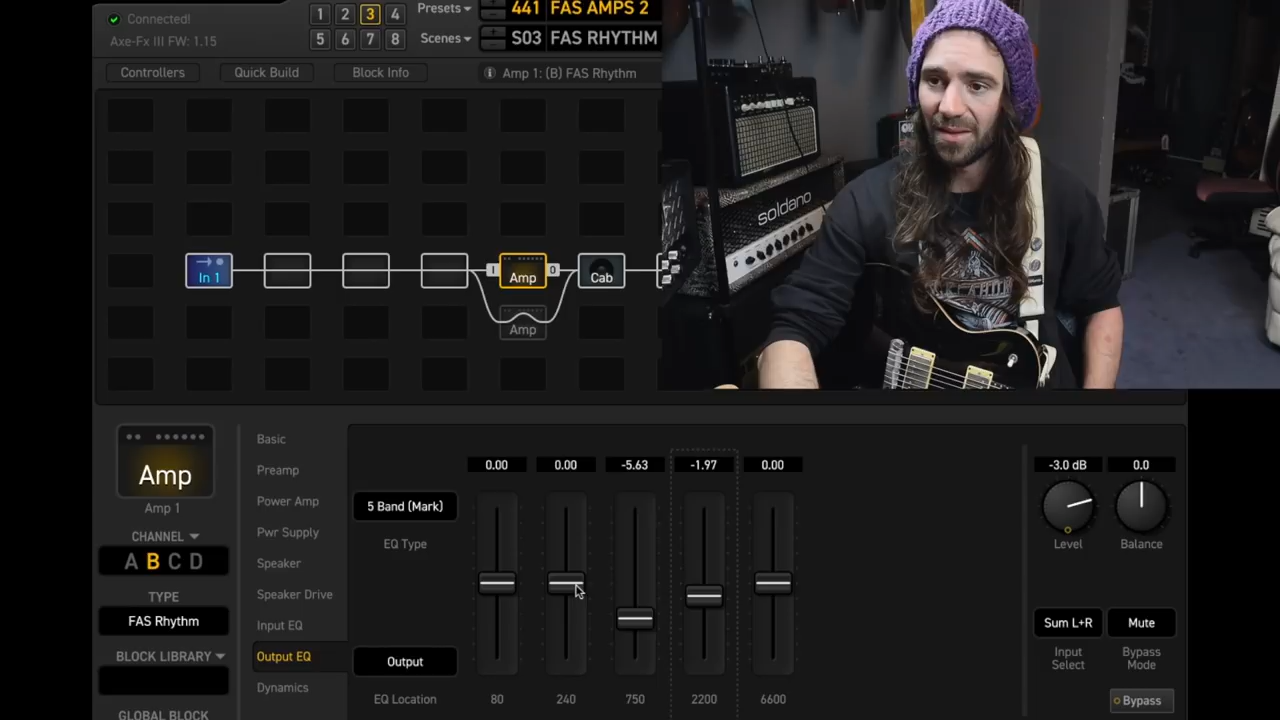 Connected!
Axe-Fx III FW: 1.15
1 2 3 4
5 6 7 8
Presets
441 FAS AMPS 2
Scenes
S03 FAS RHYTHM
Controllers
Quick Build
Block Info
Amp 1: (B) FAS Rhythm
soldano
In 1
I
Amp
O
Cab
Amp
Amp
Amp 1
CHANNEL
A B C D
TYPE
FAS Rhythm
BLOCK LIBRARY
GLOBAL BLOCK
Basic
Preamp
Power Amp
Pwr Supply
Speaker
Speaker Drive
Input EQ
Output EQ
Dynamics
5 Band (Mark)
EQ Type
Output
EQ Location
0.00 0.00 -5.63 -1.97 0.00
80 240 750 2200 6600
-3.0 dB 0.0
Level Balance
Sum L+R
Input
Select
Mute
Bypass
Mode
Bypass